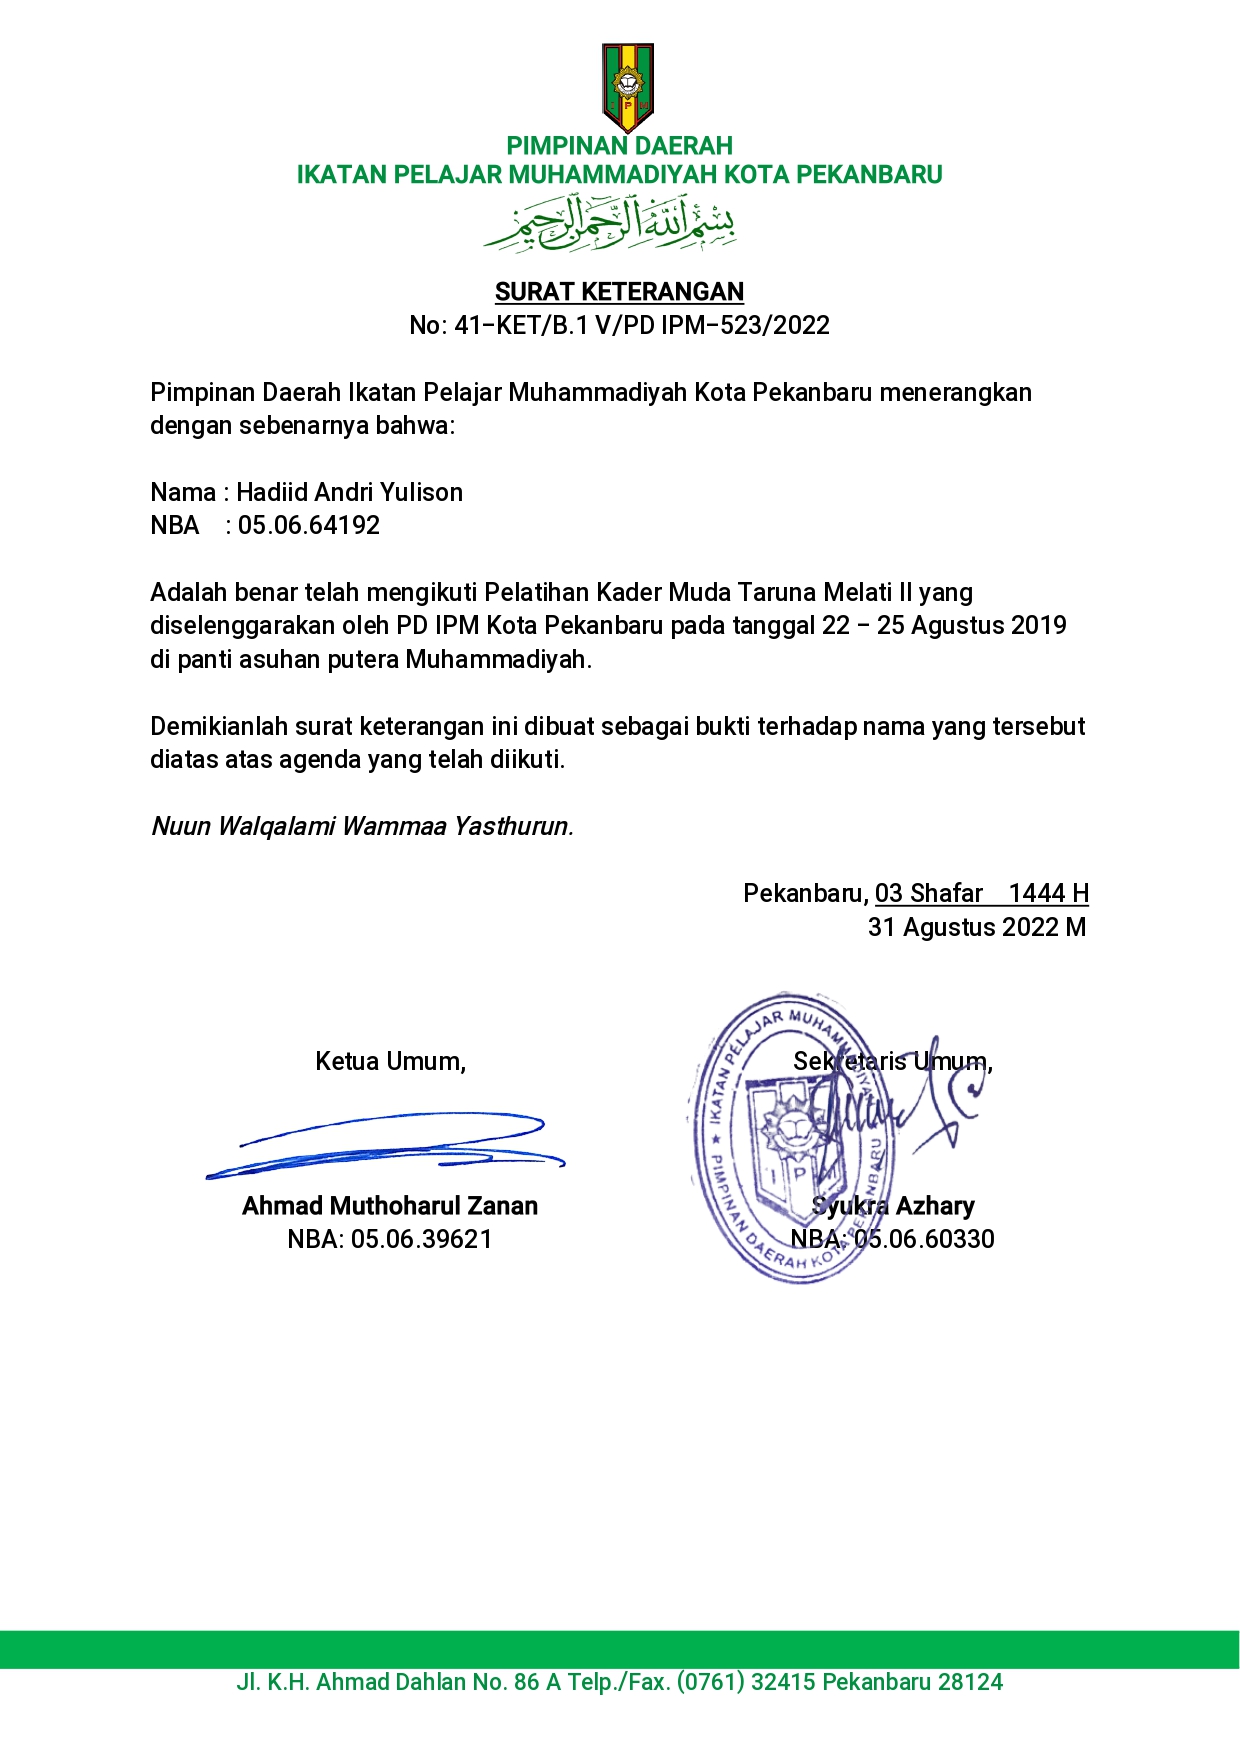 I P M
PIMPINAN DAERAH
IKATAN PELAJAR MUHAMMADIYAH KOTA PEKANBARU
بِسْمِ اللَّهِ الرَّحْمَٰنِ الرَّحِيمِ
SURAT KETERANGAN
No: 41–KET/B.1 V/PD IPM–523/2022
Pimpinan Daerah Ikatan Pelajar Muhammadiyah Kota Pekanbaru menerangkan
dengan sebenarnya bahwa:
Nama : Hadiid Andri Yulison
NBA : 05.06.64192
Adalah benar telah mengikuti Pelatihan Kader Muda Taruna Melati II yang
diselenggarakan oleh PD IPM Kota Pekanbaru pada tanggal 22 – 25 Agustus 2019
di panti asuhan putera Muhammadiyah.
Demikianlah surat keterangan ini dibuat sebagai bukti terhadap nama yang tersebut
diatas atas agenda yang telah diikuti.
Nuun Walqalami Wammaa Yasthurun.
Pekanbaru, 03 Shafar 1444 H
31 Agustus 2022 M
Ketua Umum,
Ahmad Muthoharul Zanan
NBA: 05.06.39621
Sekretaris Umum,
Syukra Azhary
NBA: 05.06.60330
★ IKATAN PELAJAR MUHAMMADIYAH
PIMPINAN DAERAH KOTA PEKANBARU
I P M
Jl. K.H. Ahmad Dahlan No. 86 A Telp./Fax. (0761) 32415 Pekanbaru 28124